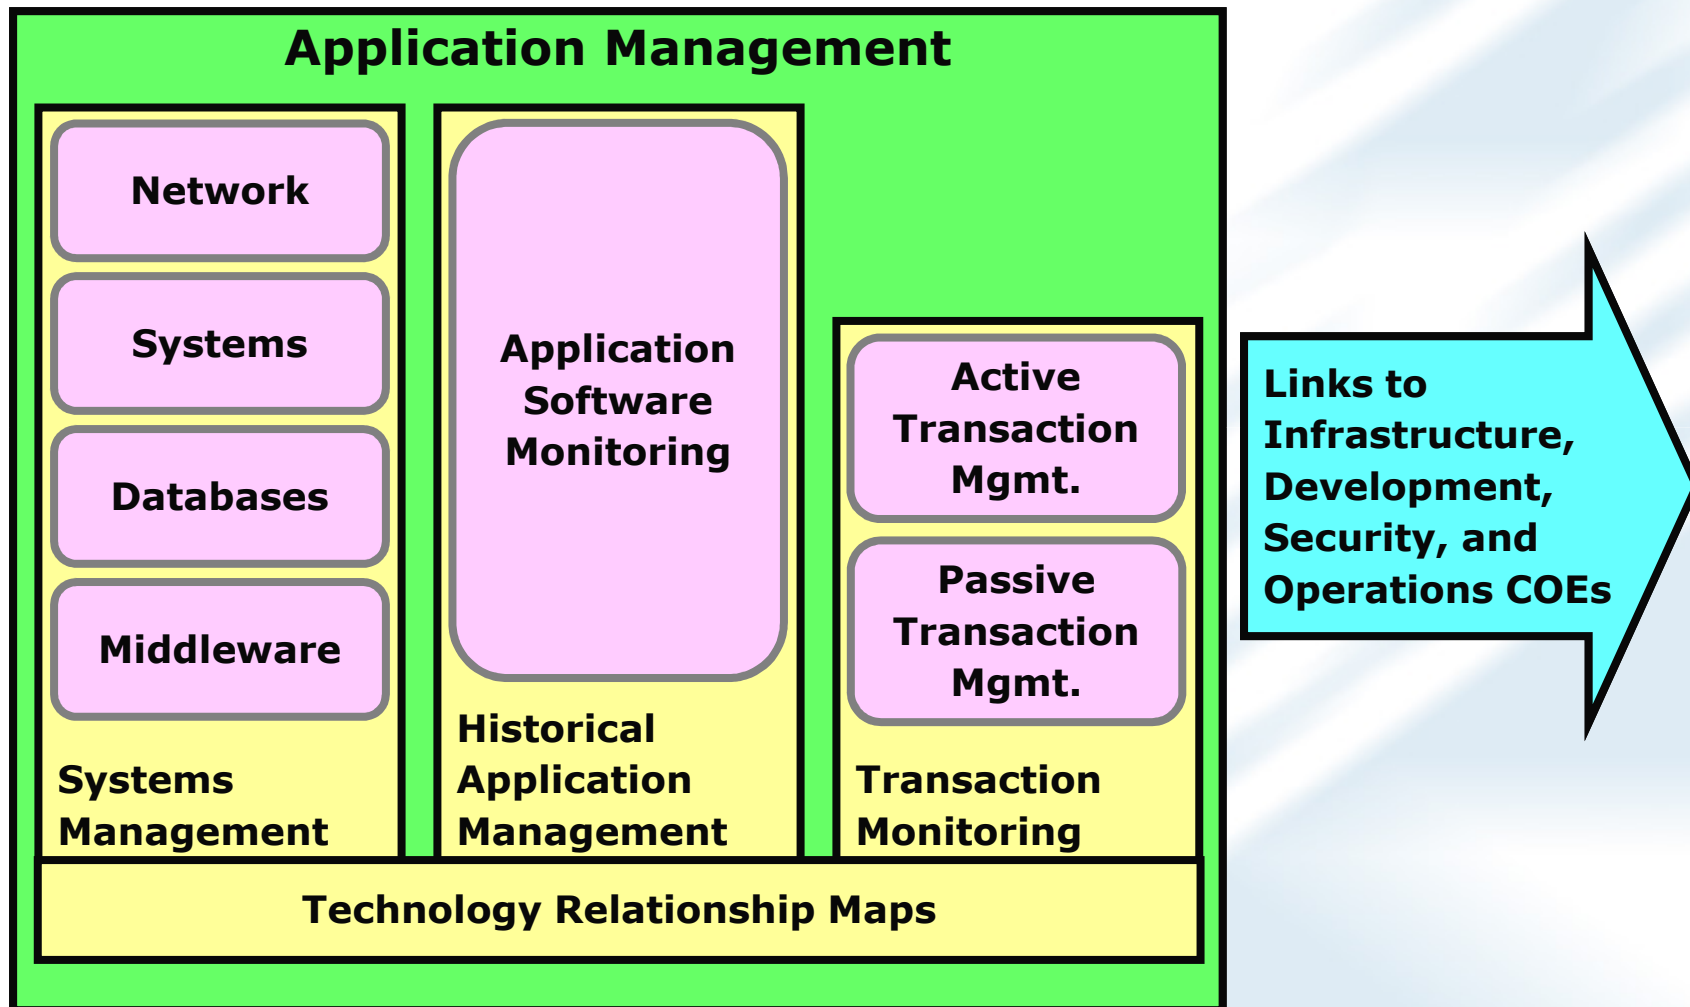 Application Management
Network
Systems
Databases
Middleware
Systems
Management
Application
Software
Monitoring
Historical
Application
Management
Active
Transaction
Mgmt.
Passive
Transaction
Mgmt.
Transaction
Monitoring
Technology Relationship Maps
Links to
Infrastructure,
Development,
Security, and
Operations COEs